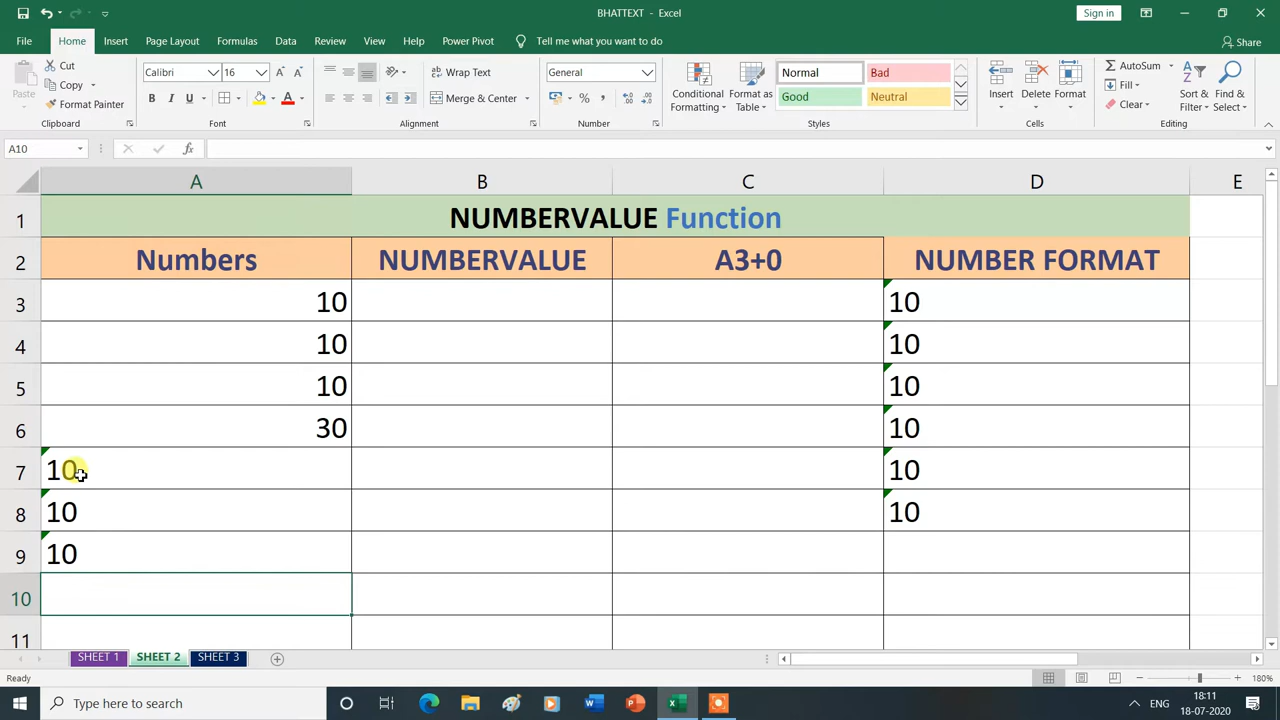 BHATTEXT - Excel
Sign in
File Home Insert Page Layout Formulas Data Review View Help Power Pivot Tell me what you want to do Share
Paste
Cut
Copy
Format Painter
Clipboard
Calibri 16
B I U A
Font
Wrap Text
Merge & Center
Alignment
General
%
Number
Conditional Formatting
Format as Table
Normal Bad
Good Neutral
Styles
Insert Delete Format
Cells
AutoSum
Fill
Clear
Sort & Filter
Find & Select
Editing
A10 fx
A B C D E
1 NUMBERVALUE Function
2 Numbers NUMBERVALUE A3+0 NUMBER FORMAT
3 10 10
4 10 10
5 10 10
6 30 10
7 10 10
8 10 10
9 10
10
11
SHEET 1 SHEET 2 SHEET 3
Ready 180%
Type here to search
ENG
18:11
18-07-2020